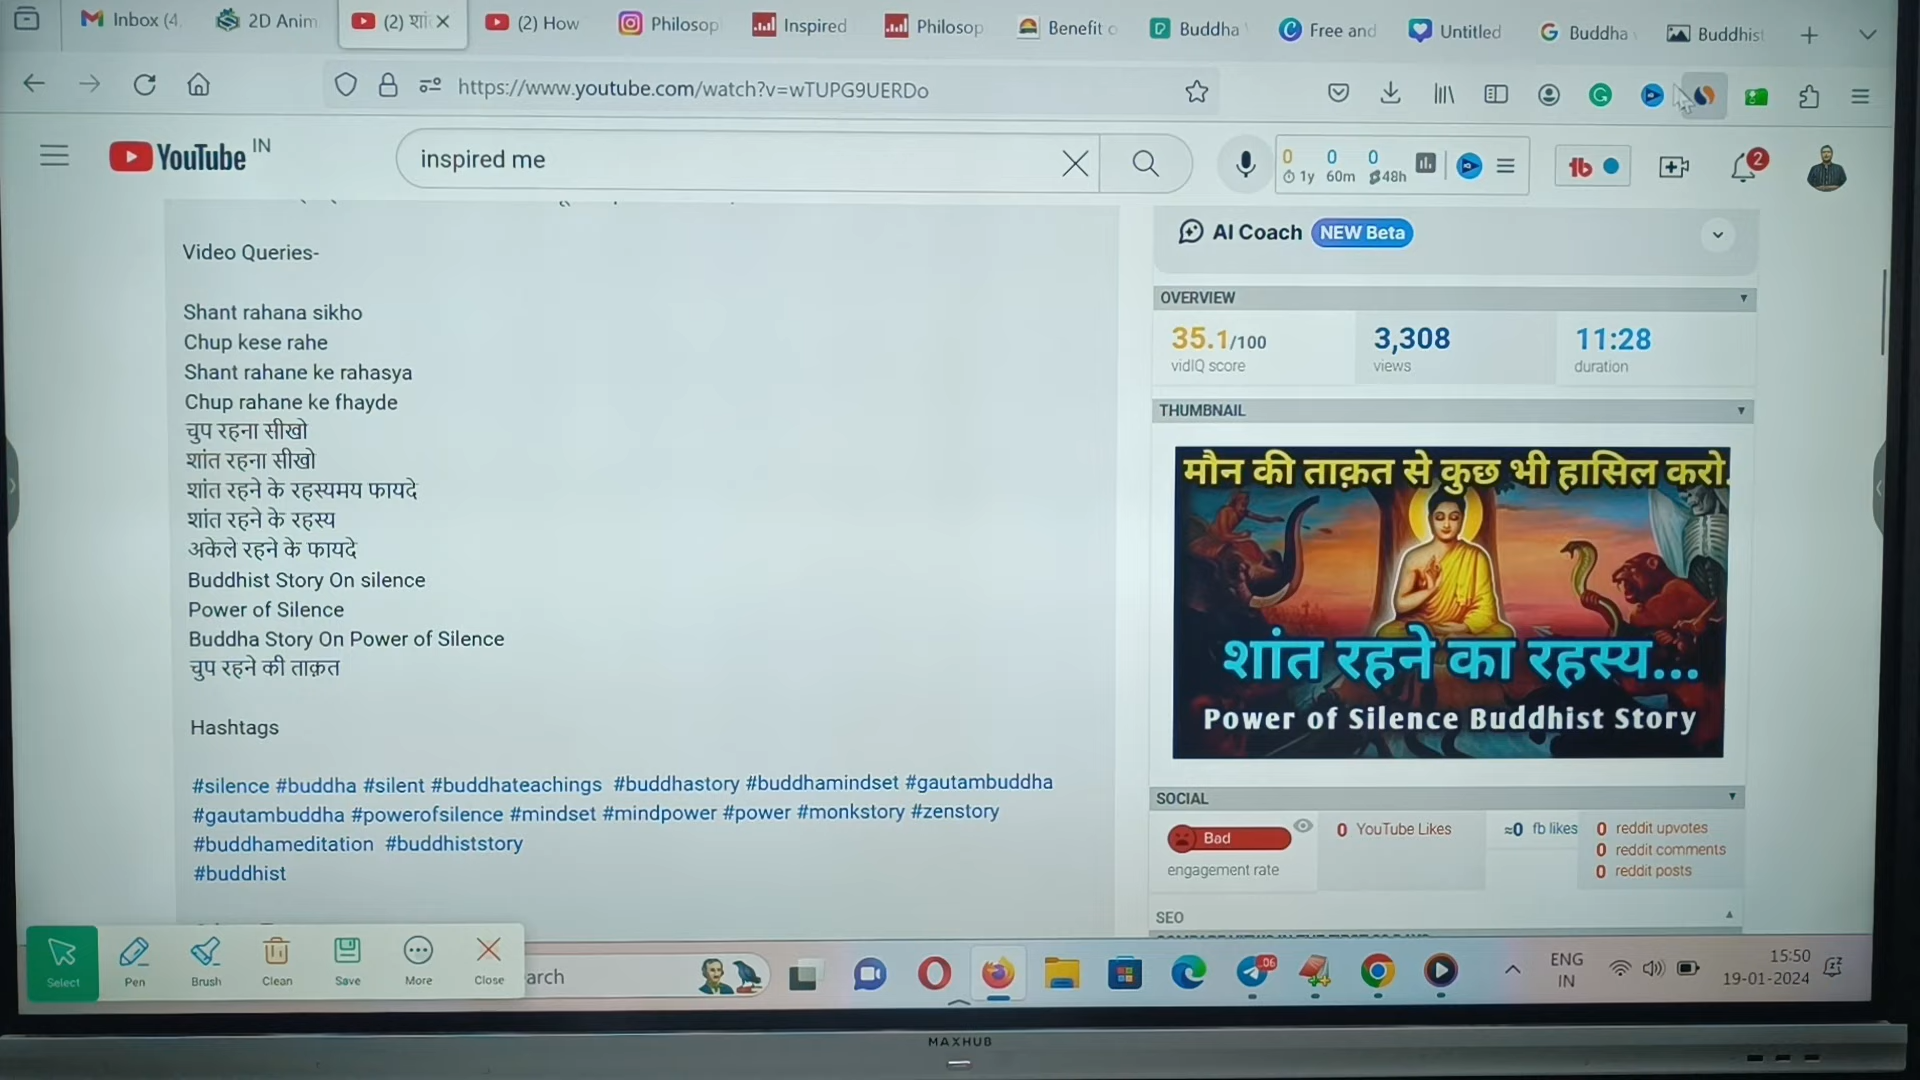 Inbox (4
2D Anim
(2) शां
(2) How
Philosop
Inspired
Philosop
Benefit o
Buddha
Free and
Untitled
Buddha
Buddhist
https://www.youtube.com/watch?v=wTUPG9UERDo
YouTube IN
inspired me
0 0 0
1y 60m 48h
2
Video Queries-
Shant rahana sikho
Chup kese rahe
Shant rahane ke rahasya
Chup rahane ke fhayde
चुप रहना सीखो
शांत रहना सीखो
शांत रहने के रहस्यमय फायदे
शांत रहने के रहस्य
अकेले रहने के फायदे
Buddhist Story On silence
Power of Silence
Buddha Story On Power of Silence
चुप रहने की ताक़त
Hashtags
#silence #buddha #silent #buddhateachings #buddhastory #buddhamindset #gautambuddha
#gautambuddha #powerofsilence #mindset #mindpower #power #monkstory #zenstory
#buddhameditation #buddhiststory
#buddhist
AI Coach NEW Beta
OVERVIEW
35.1/100 3,308 11:28
vidIQ score views duration
THUMBNAIL
मौन की ताक़त से कुछ भी हासिल करो.
शांत रहने का रहस्य...
Power of Silence Buddhist Story
SOCIAL
Bad
engagement rate
0 YouTube Likes
≈0 fb likes
0 reddit upvotes
0 reddit comments
0 reddit posts
SEO
Select Pen Brush Clean Save More Close
arch
.06
ENG
IN
15:50
19-01-2024
MAXHUB